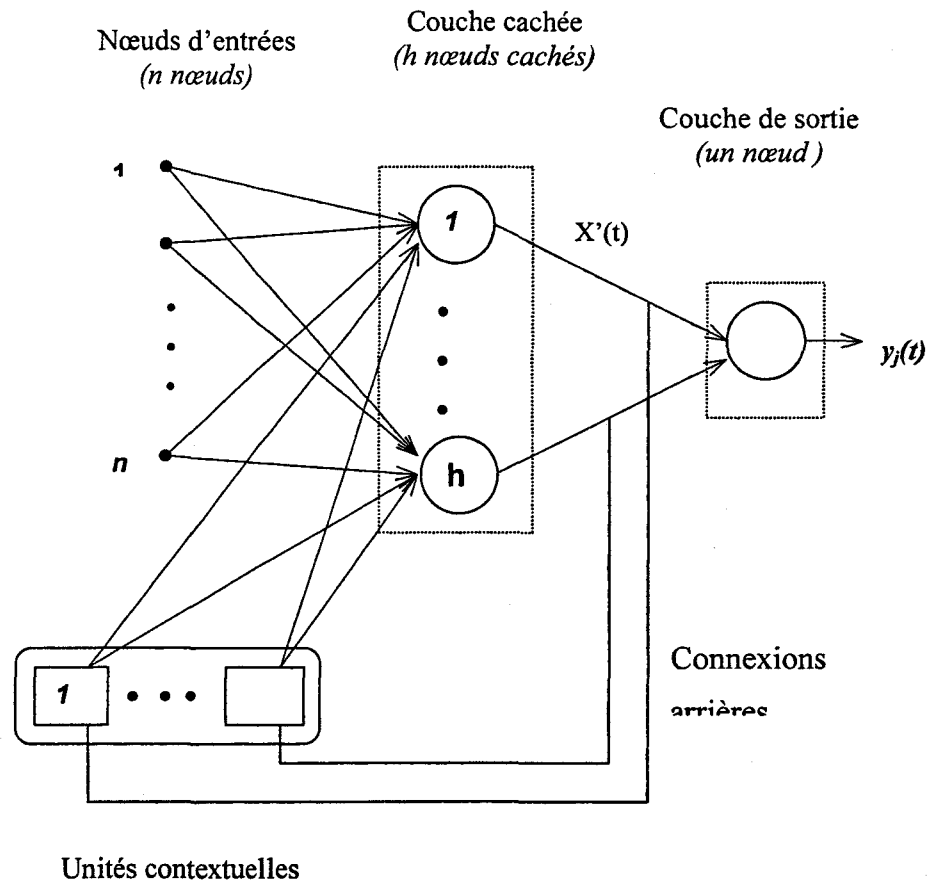 Nœuds d'entrées
(n nœuds)
Couche cachée
(h nœuds cachés)
Couche de sortie
(un nœud )
1
n
1
h
X'(t)
yj(t)
1
Connexions
arrières
Unités contextuelles